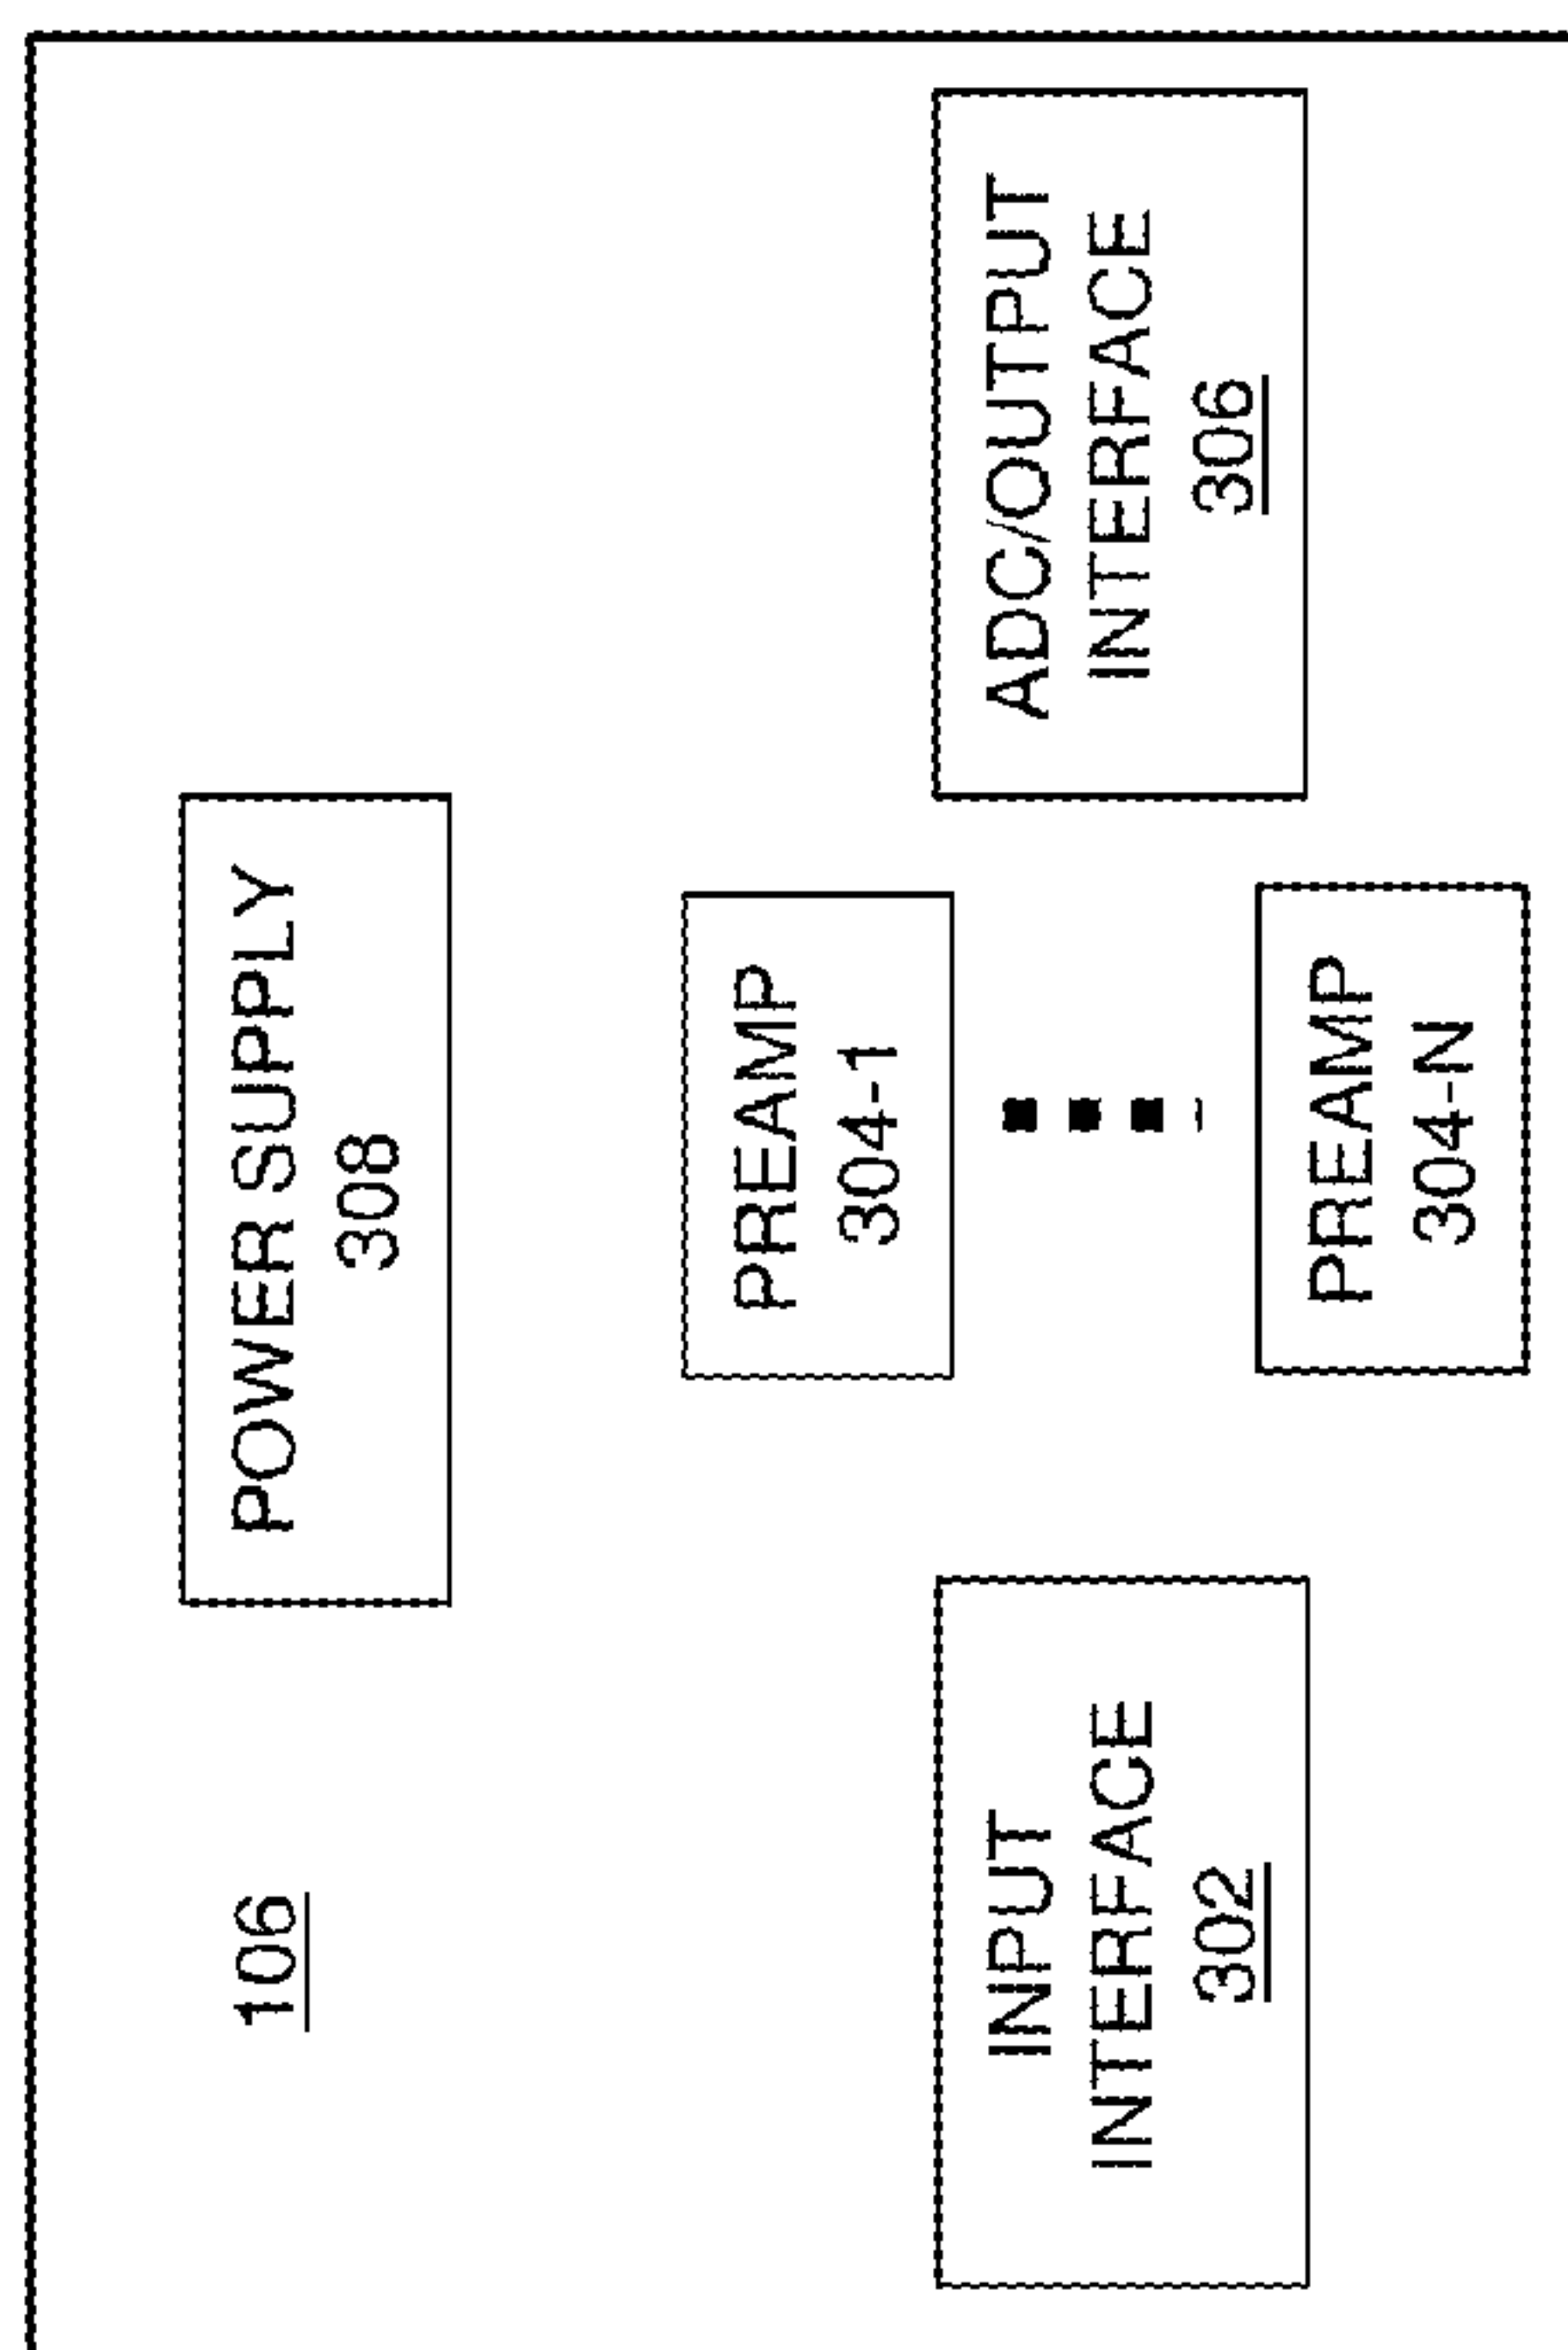 106
POWER SUPPLY
308
INPUT
INTERFACE
302
PREAMP
304-1
PREAMP
304-N
ADC/OUTPUT
INTERFACE
306